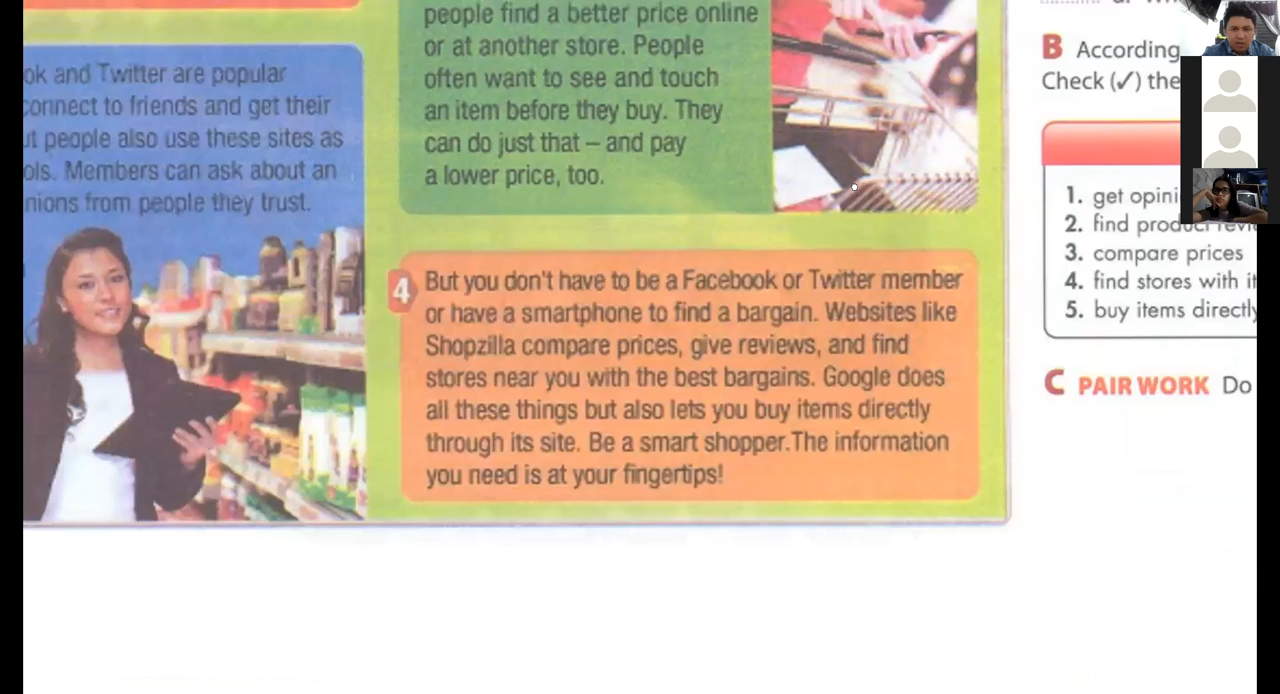 ok and Twitter are popular
connect to friends and get their
ut people also use these sites as
ols. Members can ask about an
nions from people they trust.
people find a better price online
or at another store. People
often want to see and touch
an item before they buy. They
can do just that – and pay
a lower price, too.
4
But you don't have to be a Facebook or Twitter member
or have a smartphone to find a bargain. Websites like
Shopzilla compare prices, give reviews, and find
stores near you with the best bargains. Google does
all these things but also lets you buy items directly
through its site. Be a smart shopper.The information
you need is at your fingertips!
B According
Check (✓) the
1. get opini
2. find product revi
3. compare prices
4. find stores with it
5. buy items directly
C PAIR WORK Do